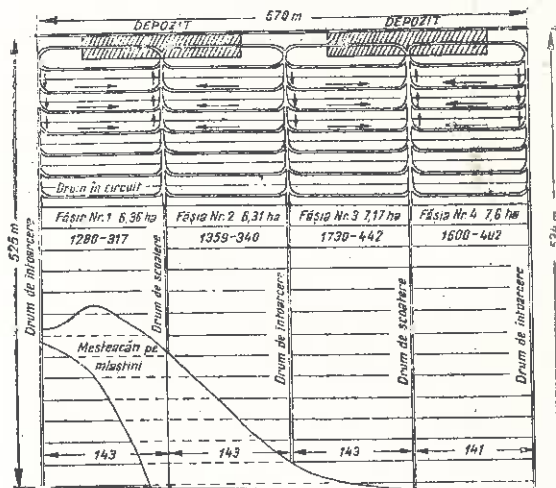 570 m
DEPOZIT DEPOZIT
Drum în circuit
Fâşia Nr.1 6,36 ha Fâşia Nr.2 6,31 ha Fâşia Nr.3 7,17 ha Fâşia Nr.4 7,6 ha
1280-317 1359-340 1730-442 1600-402
526 m
Drum de întoarcere
Drum de scoatere
Drum de întoarcere
Drum de scoatere
Drum de întoarcere
Mesteacăn pe
mlaştini
143 143 143 141